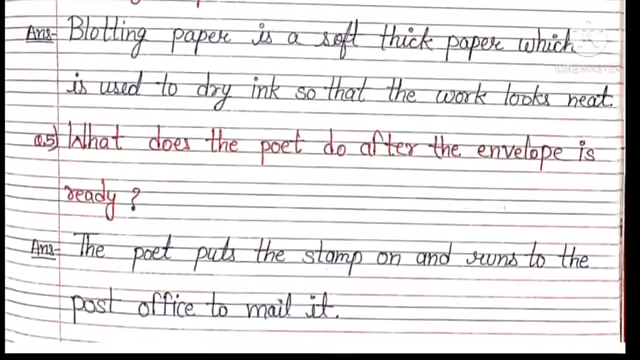 Ans- Blotting paper is a soft thick paper which
is used to dry ink so that the work looks neat.
Q.5) What does the poet do after the envelope is
ready?
Ans- The poet puts the stamp on and runs to the
post office to mail it.